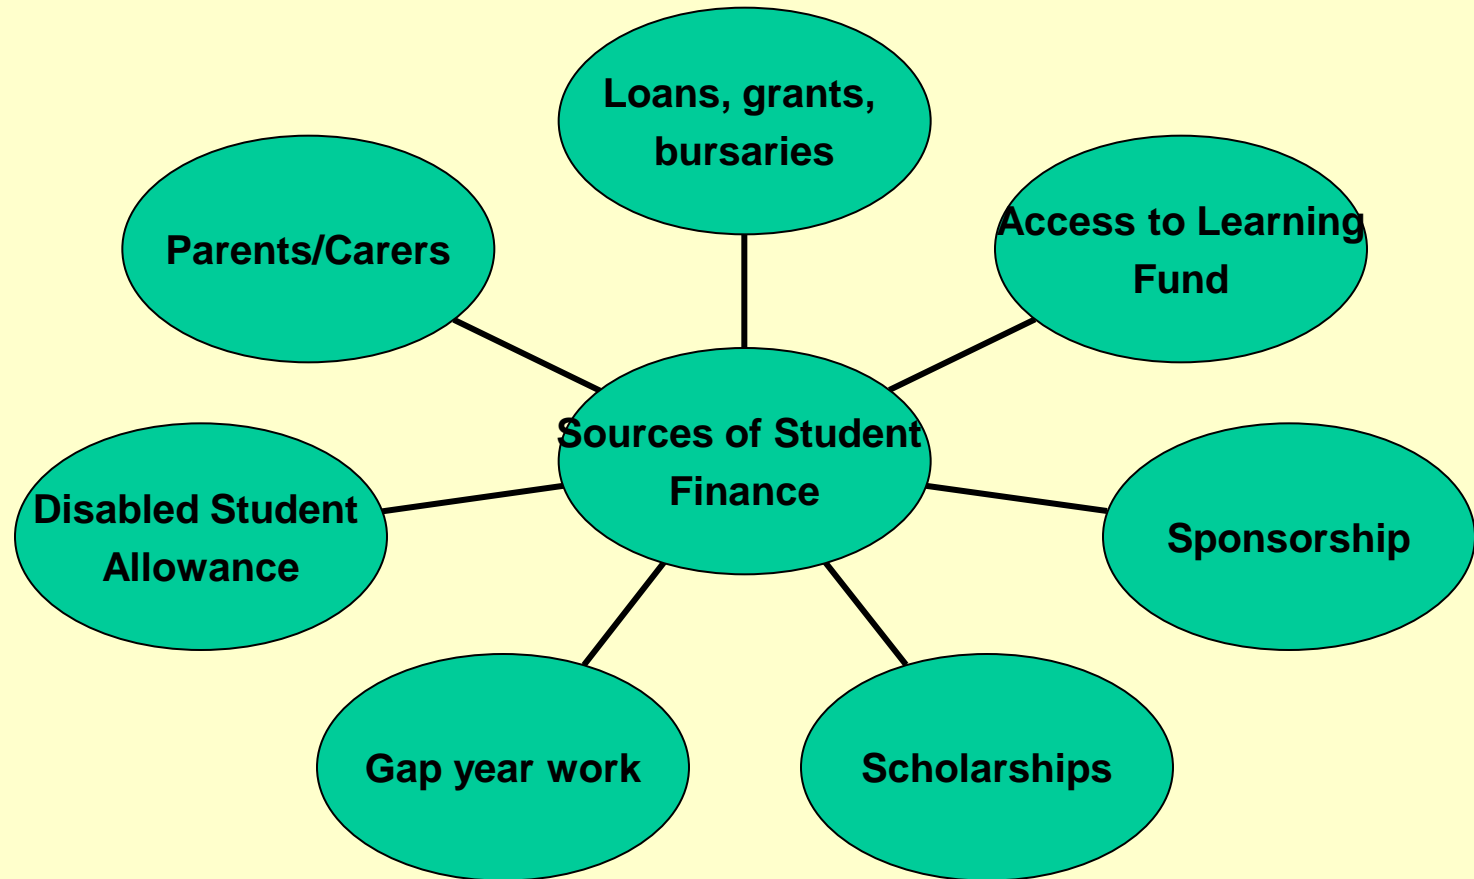 Loans, grants,
bursaries
Access to Learning
Fund
Parents/Carers
Sources of Student
Finance
Disabled Student
Allowance
Sponsorship
Gap year work
Scholarships